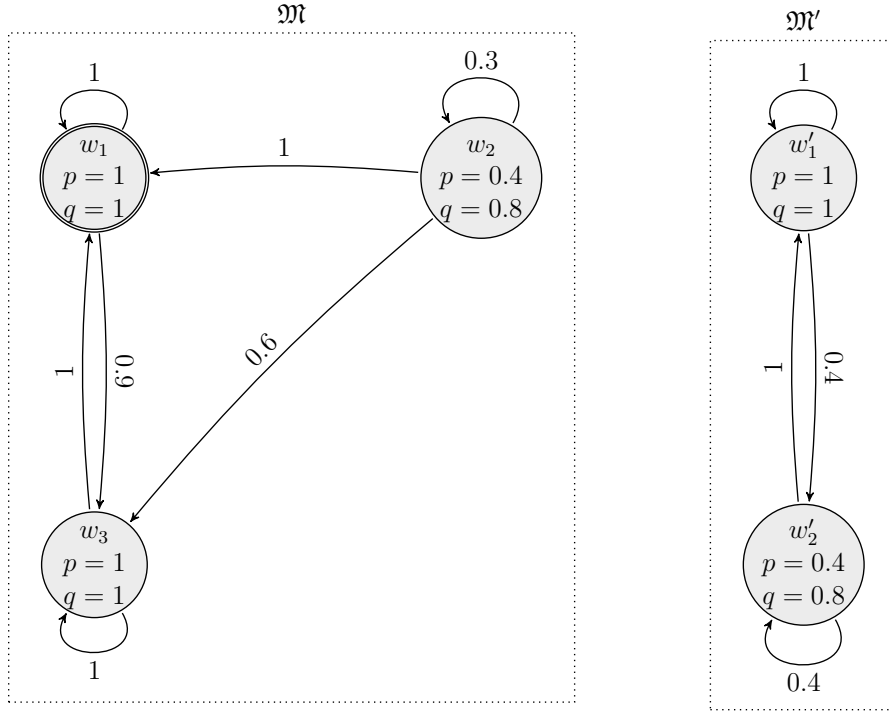 𝔐
𝔐′
1
w₁
p = 1
q = 1
0.3
w₂
p = 0.4
q = 0.8
1
1
0.9
0.6
w₃
p = 1
q = 1
1
1
w′₁
p = 1
q = 1
1
0.4
w′₂
p = 0.4
q = 0.8
0.4